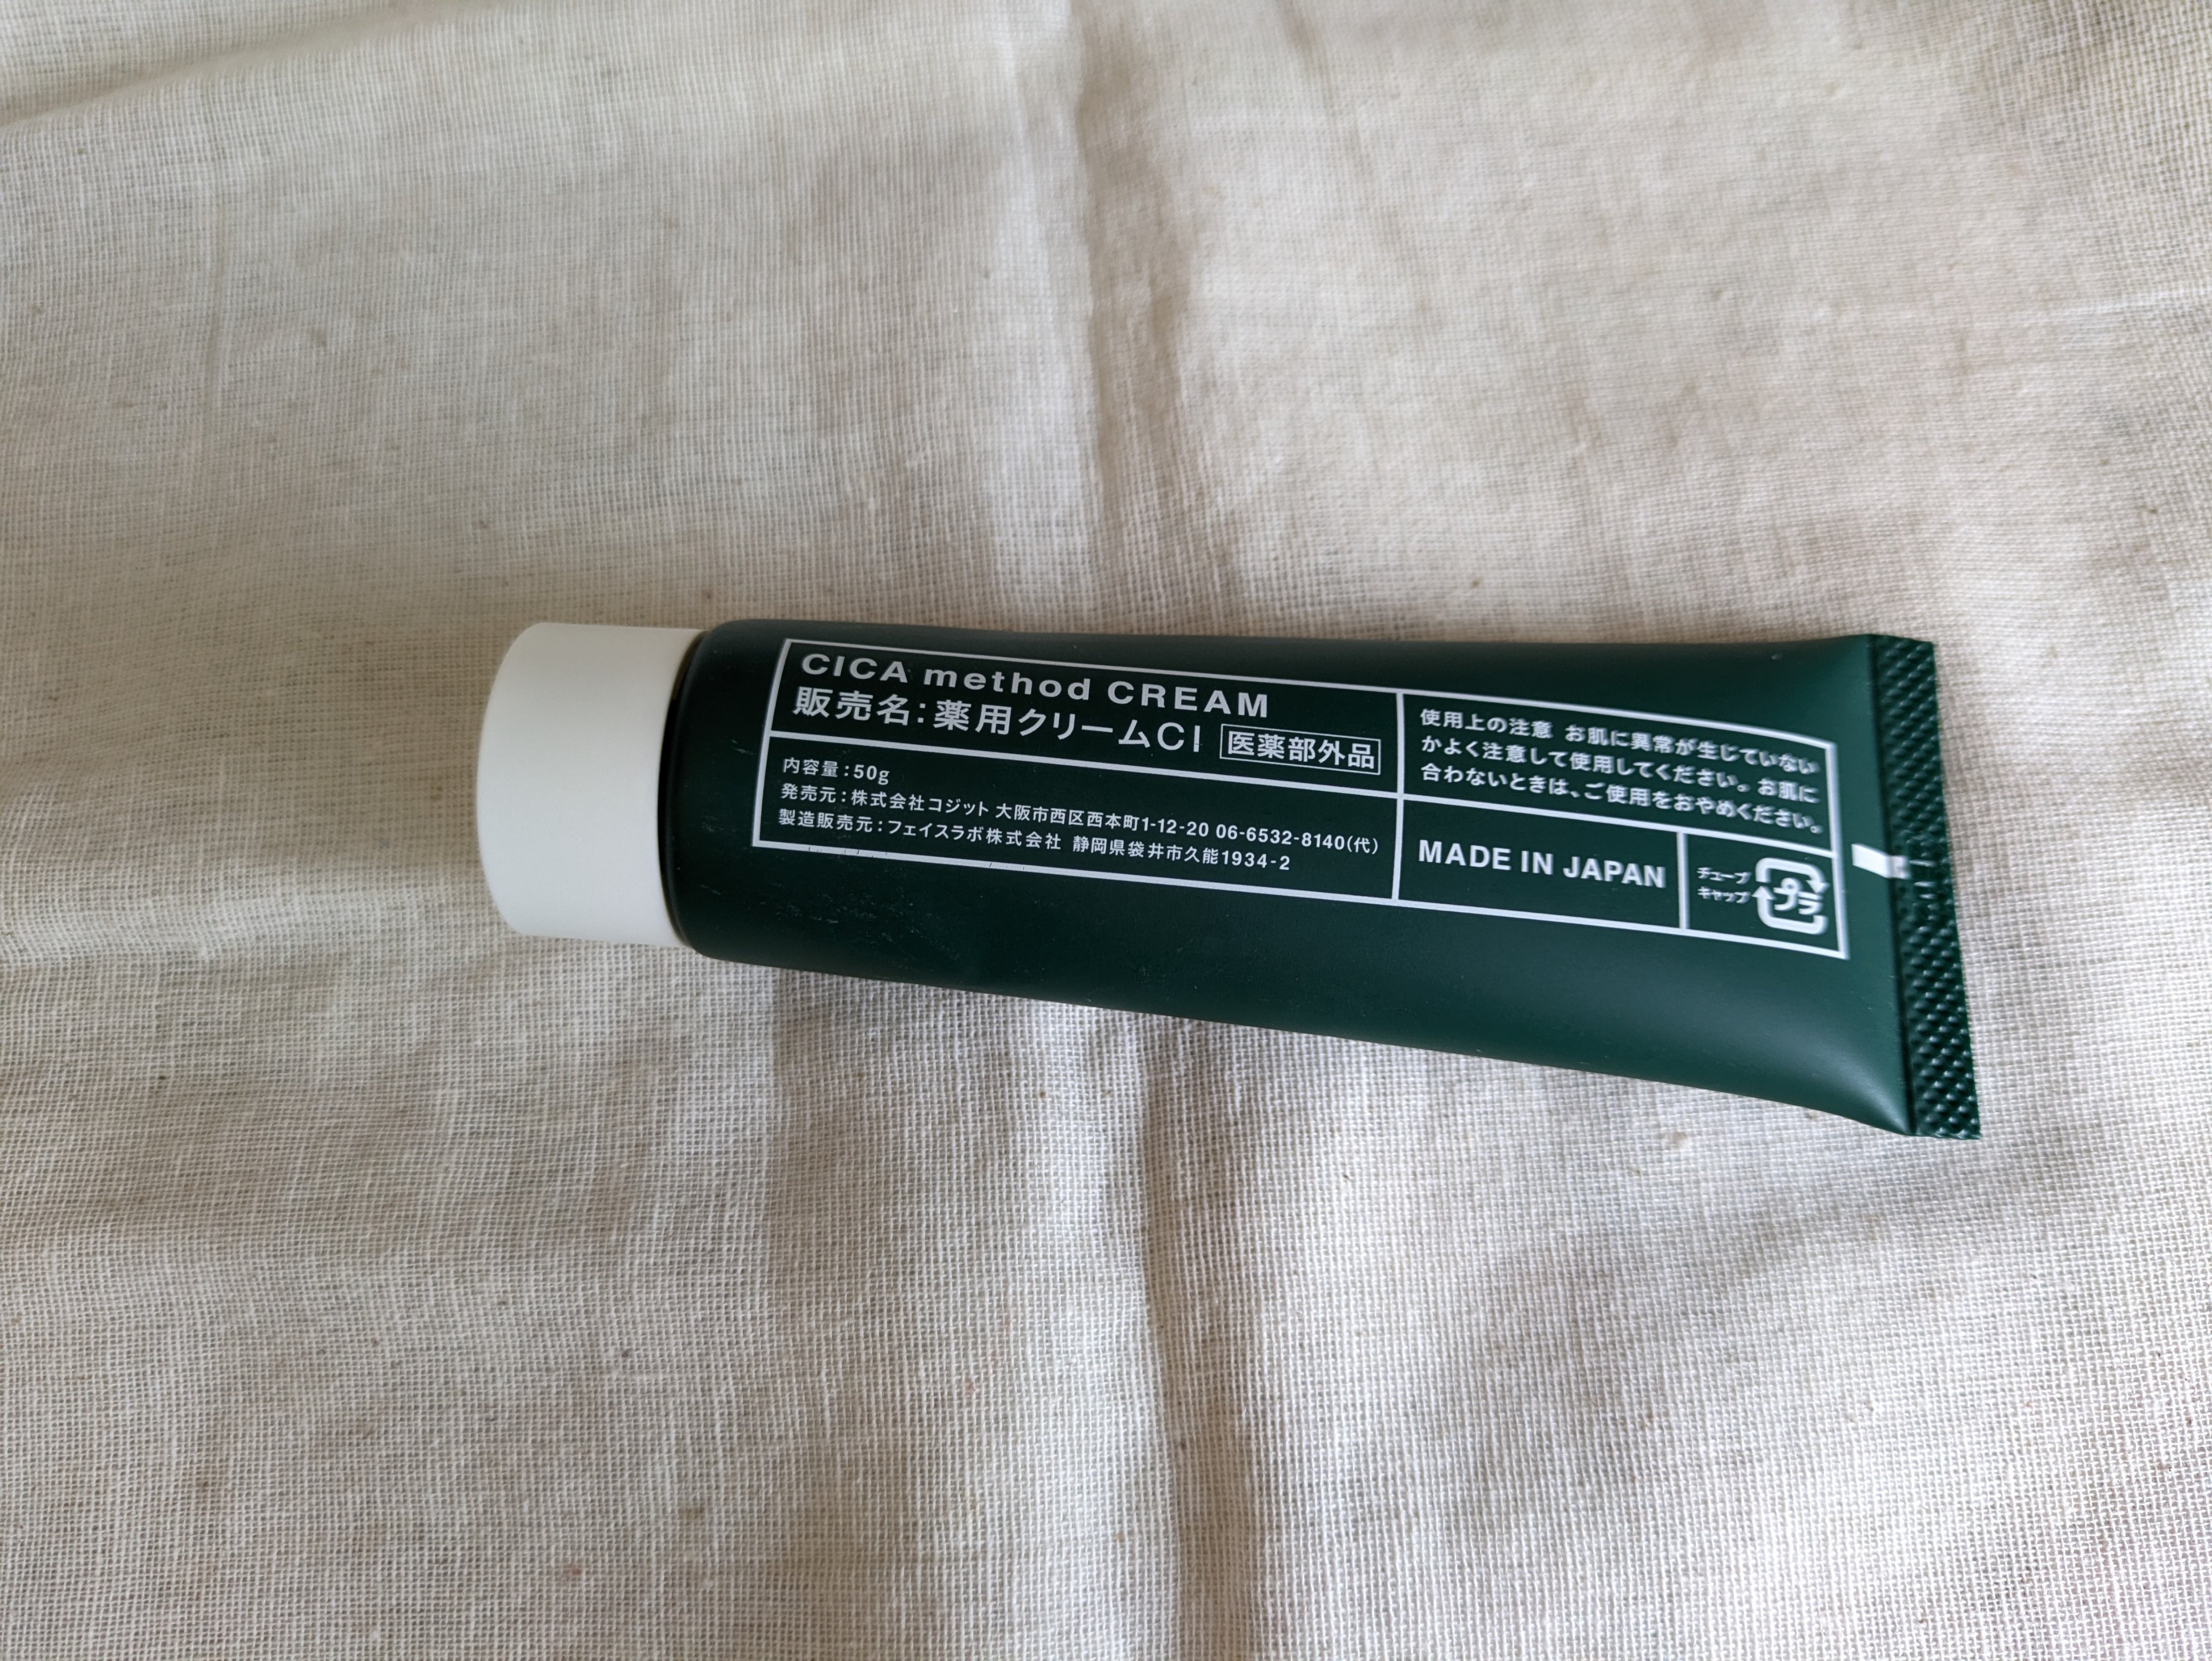 CICA method CREAM
販売名：薬用クリームCI 医薬部外品
内容量：50g
発売元：株式会社コジット 大阪市西区西本町1-12-20 06-6532-8140(代)
製造販売元：フェイスラボ株式会社 静岡県袋井市久能1934-2
使用上の注意 お肌に異常が生じていない
かよく注意して使用してください。お肌に
合わないときは、ご使用をおやめください。
MADE IN JAPAN
チューブ
キャップ
プラ